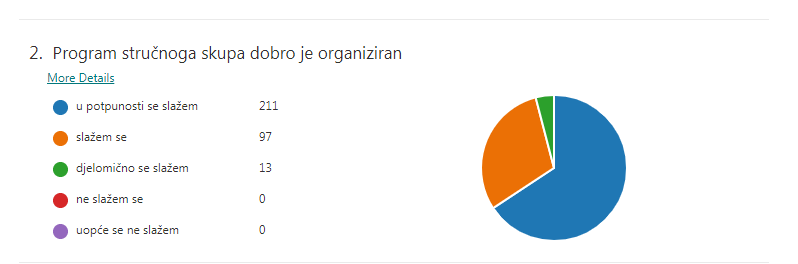 2. Program stručnoga skupa dobro je organiziran
More Details
u potpunosti se slažem 211
slažem se 97
djelomično se slažem 13
ne slažem se 0
uopće se ne slažem 0